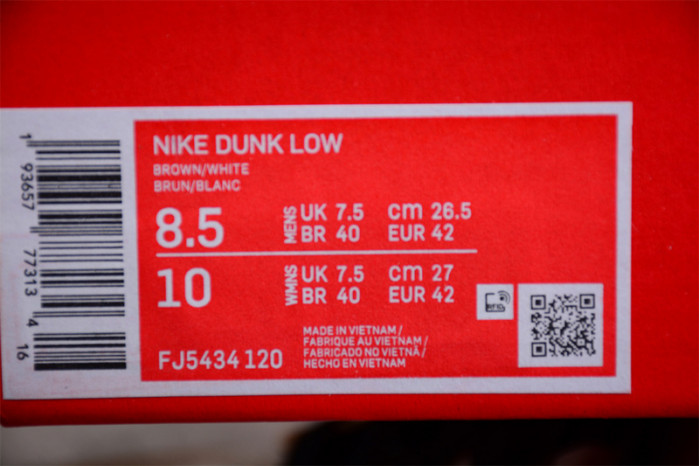 NIKE DUNK LOW
BROWN/WHITE
BRUN/BLANC
8.5 MENS UK 7.5 cm 26.5
BR 40 EUR 42
10 WMNS UK 7.5 cm 27
BR 40 EUR 42
RFID
MADE IN VIETNAM /
FABRIQUE AU VIETNAM /
FABRICADO NO VIETNÃ /
HECHO EN VIETNAM
FJ5434 120
1 93657 77313 4 16